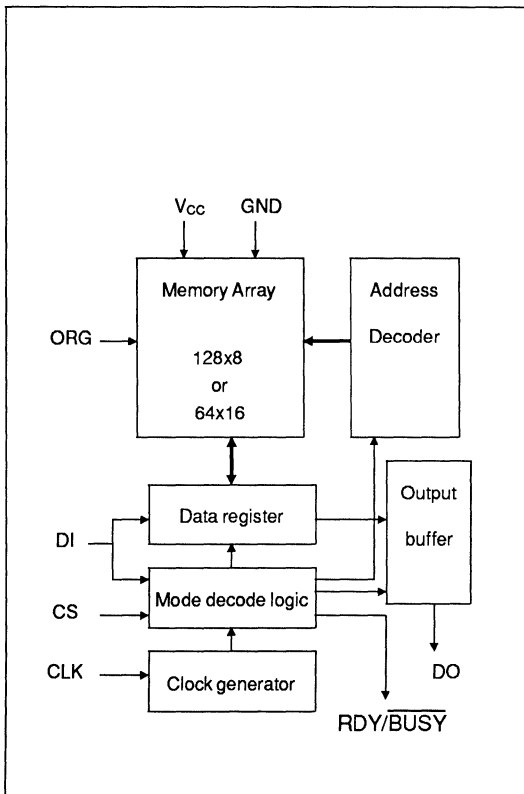 Vcc GND
Memory Array
Address
Decoder
ORG
128x8
or
64x16
Data register
Output
buffer
DI
Mode decode logic
CS
CLK
Clock generator
DO
RDY/BUSY